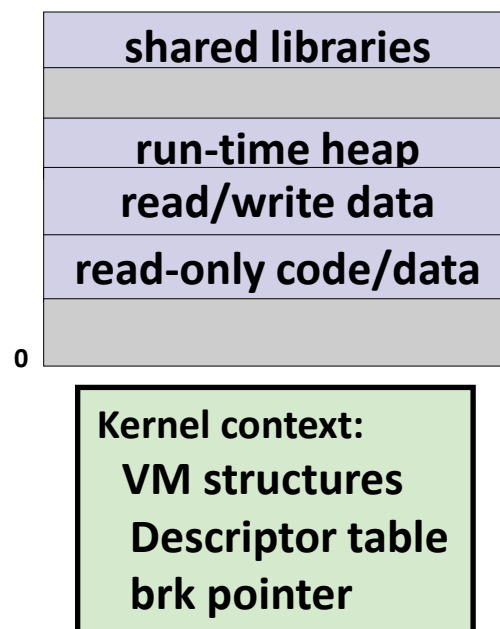 shared libraries
run-time heap
read/write data
read-only code/data
0
Kernel context:
VM structures
Descriptor table
brk pointer